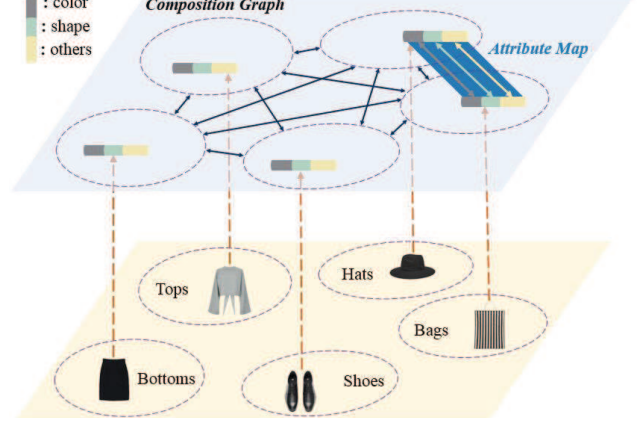 Composition Graph
: color
: shape
: others
Attribute Map
Tops
Hats
Bags
Bottoms
Shoes